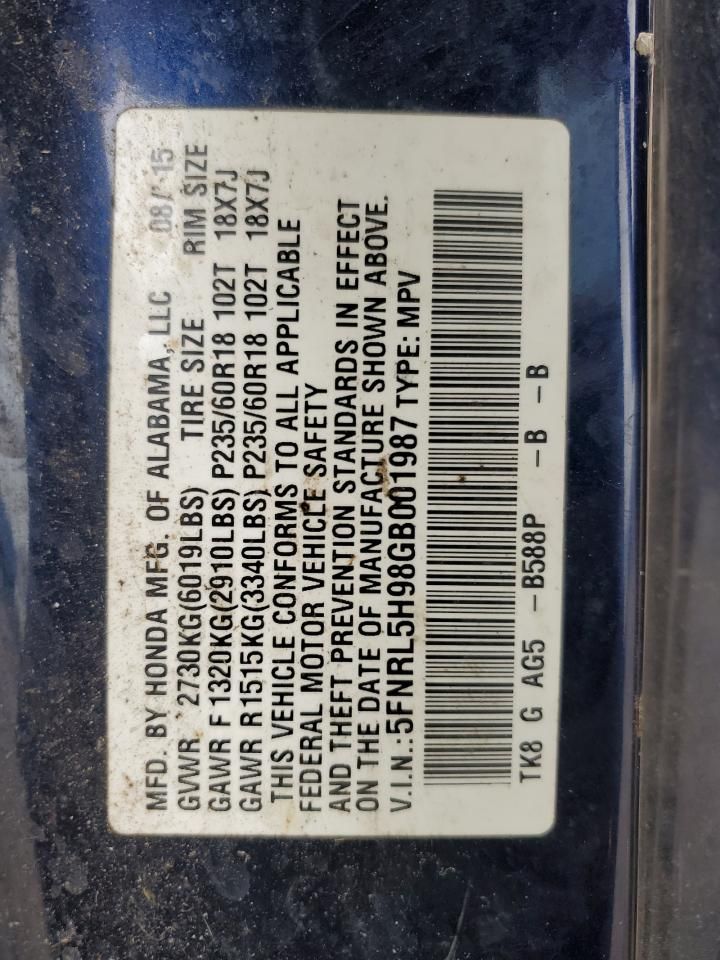 MFD. BY HONDA MFG. OF ALABAMA, LLC 08/ 15
GVWR 2730KG(6019LBS) TIRE SIZE RIM SIZE
GAWR F 1320KG(2910LBS) P235/60R18 102T 18X7J
GAWR R 1515KG(3340LBS) P235/60R18 102T 18X7J
THIS VEHICLE CONFORMS TO ALL APPLICABLE
FEDERAL MOTOR VEHICLE SAFETY
AND THEFT PREVENTION STANDARDS IN EFFECT
ON THE DATE OF MANUFACTURE SHOWN ABOVE.
V.I.N.:5FNRL5H98GB001987 TYPE: MPV
TK8 G AG5 -B588P -B -B